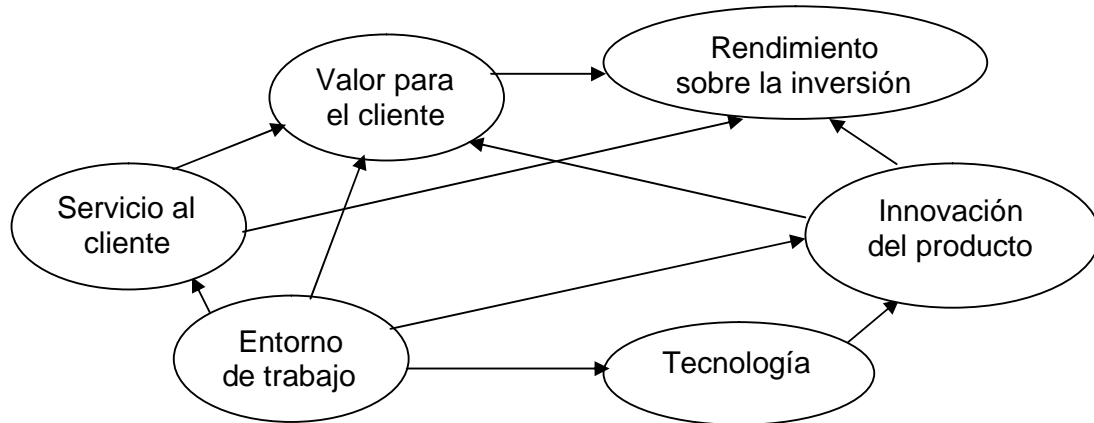 Rendimiento
sobre la inversión
Valor para
el cliente
Servicio al
cliente
Innovación
del producto
Entorno
de trabajo
Tecnología